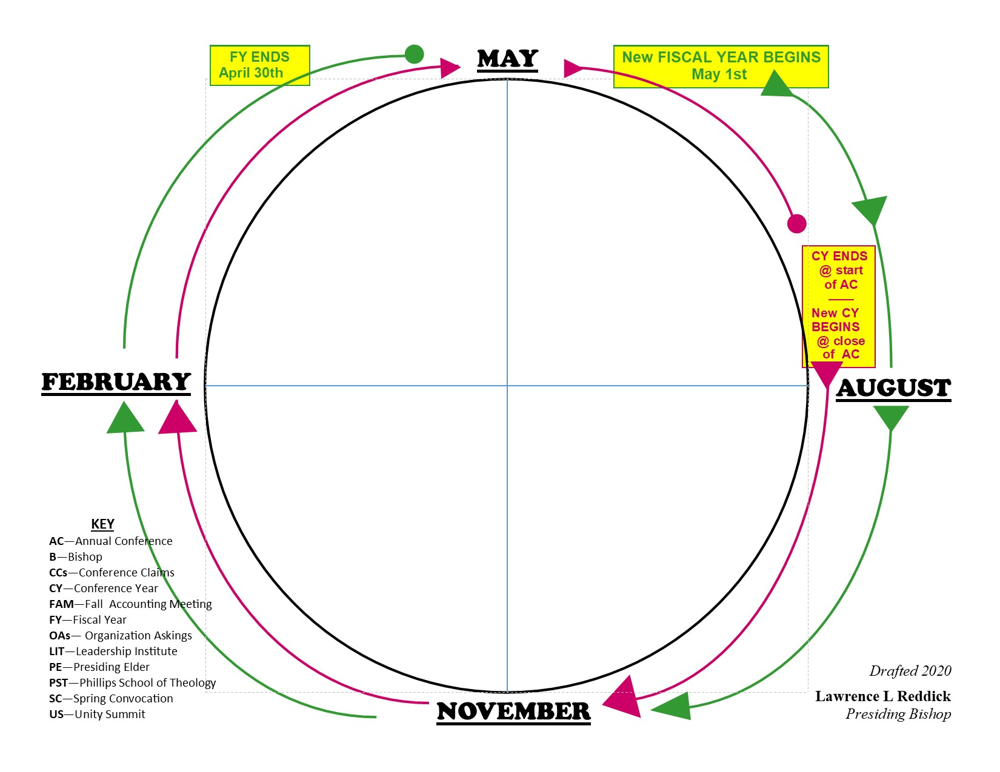 FY ENDS
April 30th
MAY
New FISCAL YEAR BEGINS
May 1st
CY ENDS
@ start
of AC
New CY
BEGINS
@ close
of AC
FEBRUARY
AUGUST
KEY
AC—Annual Conference
B—Bishop
CCs—Conference Claims
CY—Conference Year
FAM—Fall Accounting Meeting
FY—Fiscal Year
OAs— Organization Askings
LIT—Leadership Institute
PE—Presiding Elder
PST—Phillips School of Theology
SC—Spring Convocation
US—Unity Summit
NOVEMBER
Drafted 2020
Lawrence L Reddick
Presiding Bishop